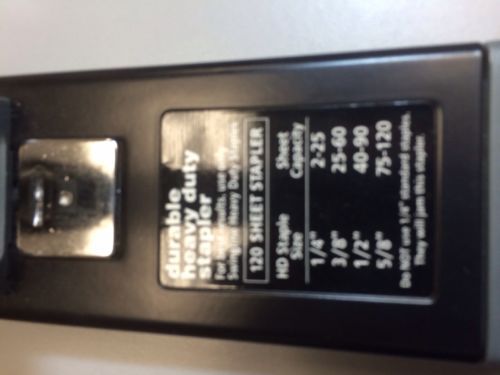 durable
heavy duty
stapler
For best results, use only
Swingline Heavy Duty Staples
120 SHEET STAPLER
HD Staple Size Sheet Capacity
1/4" 2-25
3/8" 25-60
1/2" 40-90
5/8" 75-120
Do NOT use 1/4" standard staples.
They will jam this stapler.